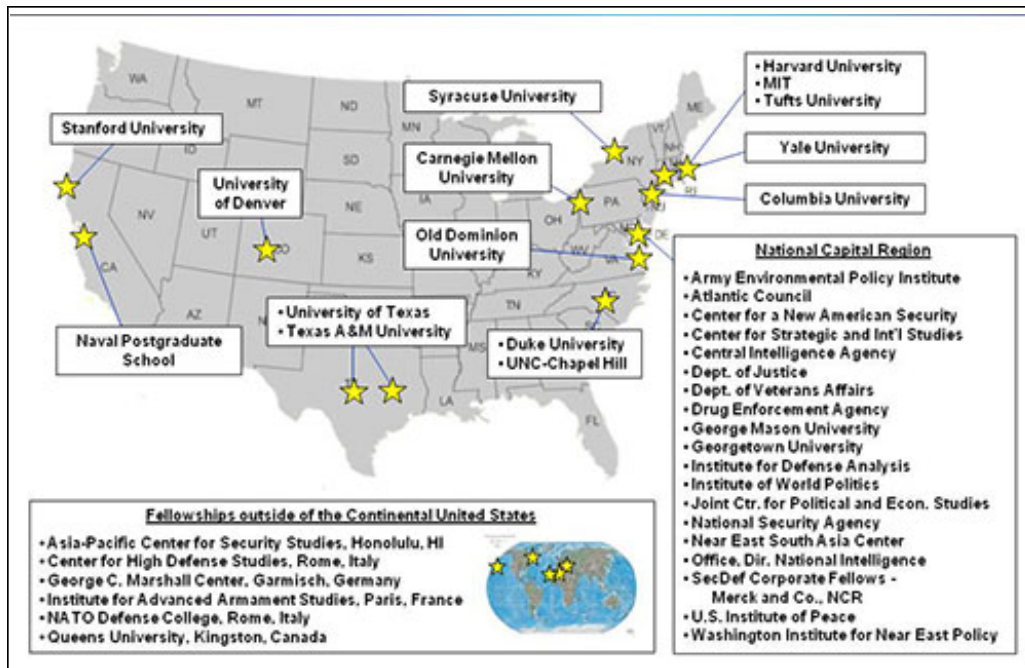 WA
MT
ND
MN
ME
VT
NH
Syracuse University
• Harvard University
• MIT
• Tufts University
Stanford University
ID
SD
NY
Carnegie Mellon
University
Yale University
RI
University
of Denver
NE
IA
PA
NJ
Columbia University
NV
UT
OH
DE
Old Dominion
University
WV
VA
CA
KS
KY
AZ
TN
• University of Texas
• Texas A&M University
MS
• Duke University
• UNC-Chapel Hill
Naval Postgraduate
School
LA
FL
National Capital Region
• Army Environmental Policy Institute
• Atlantic Council
• Center for a New American Security
• Center for Strategic and Int'l Studies
• Central Intelligence Agency
• Dept. of Justice
• Dept. of Veterans Affairs
• Drug Enforcement Agency
• George Mason University
• Georgetown University
• Institute for Defense Analysis
• Institute of World Politics
• Joint Ctr. for Political and Econ. Studies
• National Security Agency
• Near East South Asia Center
• Office, Dir. National Intelligence
• SecDef Corporate Fellows -
Merck and Co., NCR
• U.S. Institute of Peace
• Washington Institute for Near East Policy
Fellowships outside of the Continental United States
• Asia-Pacific Center for Security Studies, Honolulu, HI
• Center for High Defense Studies, Rome, Italy
• George C. Marshall Center, Garmisch, Germany
• Institute for Advanced Armament Studies, Paris, France
• NATO Defense College, Rome, Italy
• Queens University, Kingston, Canada